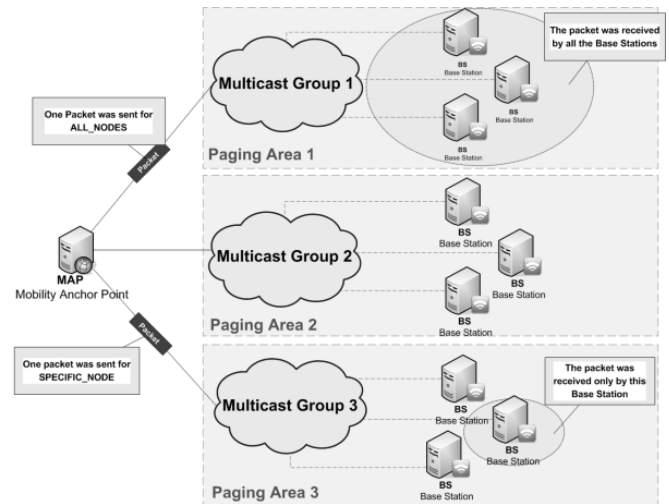 The packet was received
by all the Base Stations
BS
Base Station
Multicast Group 1
BS
Base Station
One Packet was sent for
ALL_NODES
BS
Base Station
Packet
Paging Area 1
BS
Base Station
Multicast Group 2
BS
Base Station
MAP
Mobility Anchor Point
BS
Base Station
Paging Area 2
Packet
One packet was sent for
SPECIFIC_NODE
The packet was
received only by this
Base Station
BS
Base Station
Multicast Group 3
BS
Base Station
BS
Base Station
Paging Area 3